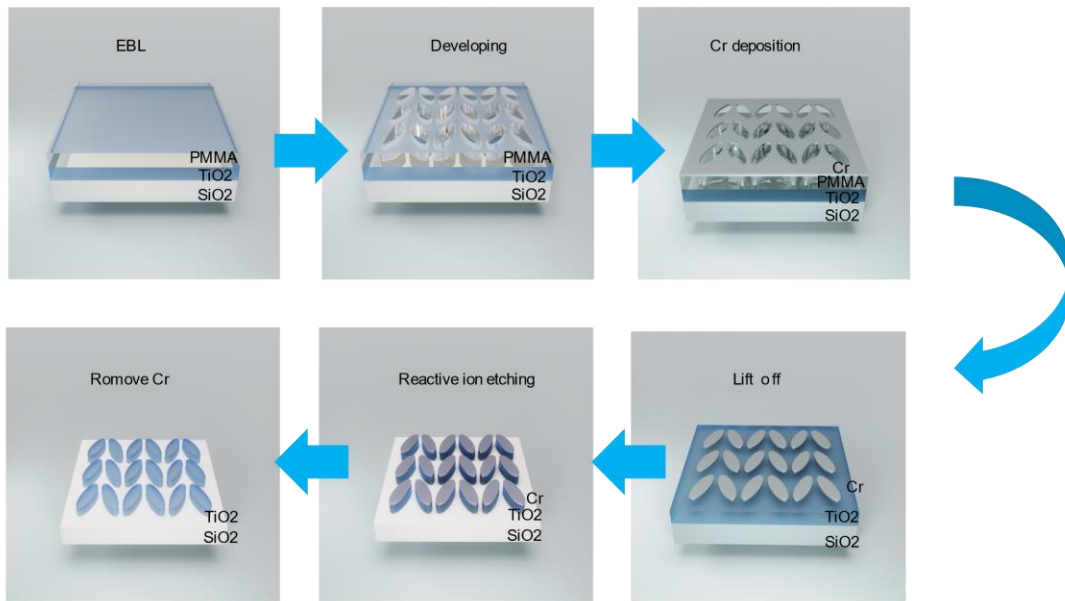 EBL
PMMA
TiO2
SiO2
Developing
PMMA
TiO2
SiO2
Cr deposition
Cr
PMMA
TiO2
SiO2
Romove Cr
TiO2
SiO2
Reactive ion etching
Cr
TiO2
SiO2
Lift off
Cr
TiO2
SiO2